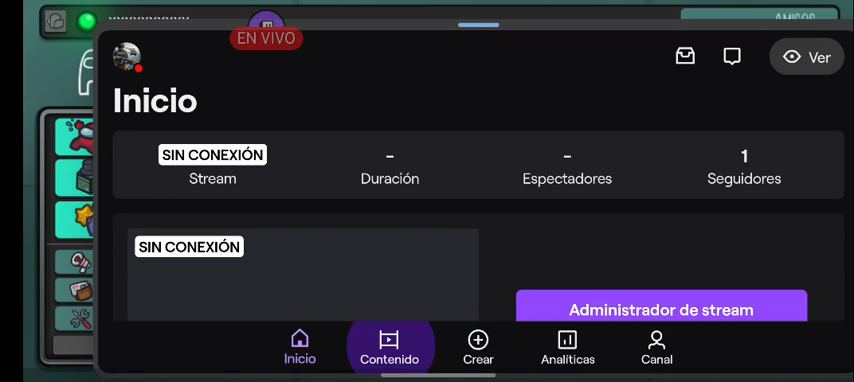 AMIGOS
EN VIVO
Ver
Inicio
SIN CONEXIÓN
Stream
-
Duración
-
Espectadores
1
Seguidores
SIN CONEXIÓN
Administrador de stream
Inicio
Contenido
Crear
Analíticas
Canal